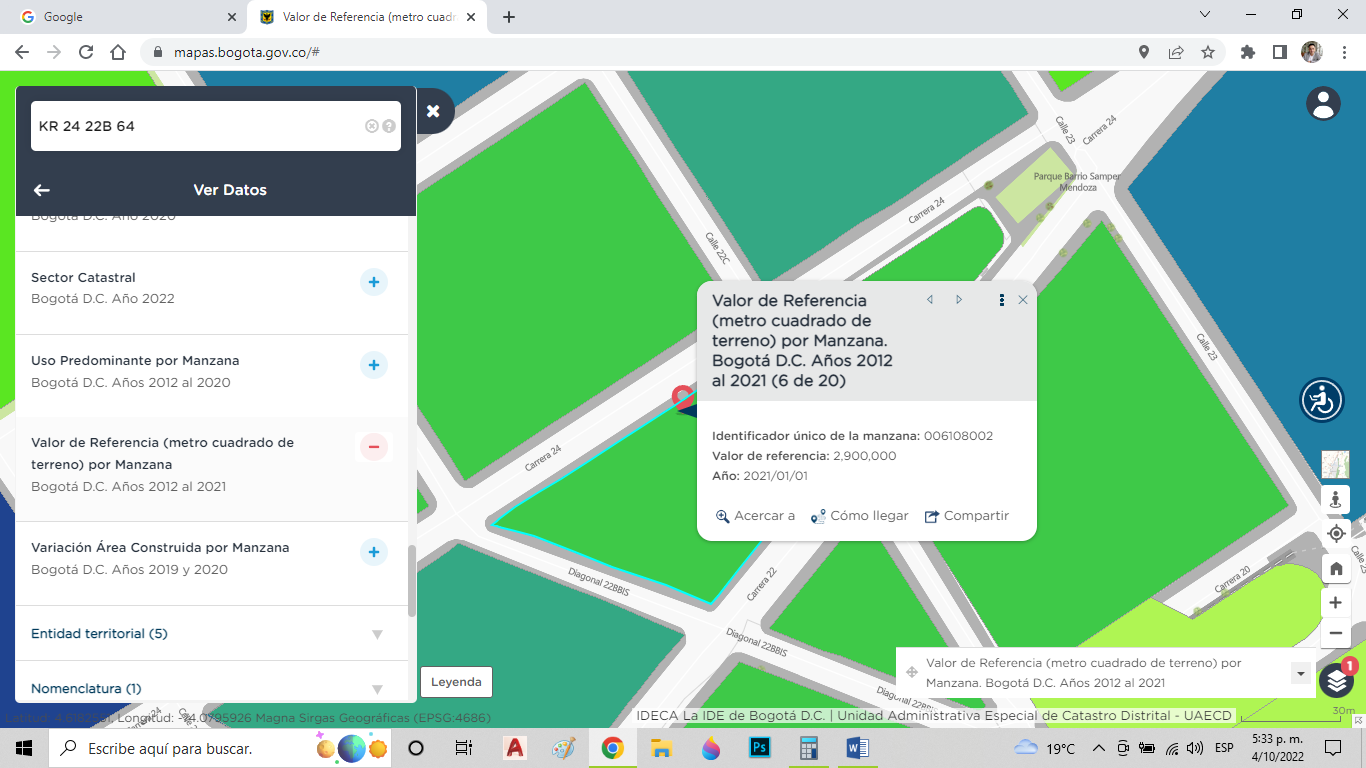 Google
Valor de Referencia (metro cuadr
mapas.bogota.gov.co/#
KR 24 22B 64
Ver Datos
Bogotá D.C. Año 2020
Sector Catastral
Bogotá D.C. Año 2022
Uso Predominante por Manzana
Bogotá D.C. Años 2012 al 2020
Valor de Referencia (metro cuadrado de
terreno) por Manzana
Bogotá D.C. Años 2012 al 2021
Variación Área Construida por Manzana
Bogotá D.C. Años 2019 y 2020
Entidad territorial (5)
Nomenclatura (1)
Calle 23
Carrera 24
Parque Barrio Samper
Mendoza
Carrera 24
Calle 22C
Calle 23
Valor de Referencia
(metro cuadrado de
terreno) por Manzana.
Bogotá D.C. Años 2012
al 2021 (6 de 20)
Identificador único de la manzana: 006108002
Valor de referencia: 2,900,000
Año: 2021/01/01
Acercar a
Cómo llegar
Compartir
Carrera 24
Diagonal 22BBIS
Carrera 22
Diagonal 22BBIS
Carrera 20
Leyenda
Valor de Referencia (metro cuadrado de terreno) por
Manzana. Bogotá D.C. Años 2012 al 2021
1
Magna Sirgas Geográficas (EPSG:4686)
IDECA La IDE de Bogotá D.C. | Unidad Administrativa Especial de Catastro Distrital - UAECD
30m
Escribe aquí para buscar.
19°C
ESP
5:33 p. m.
4/10/2022